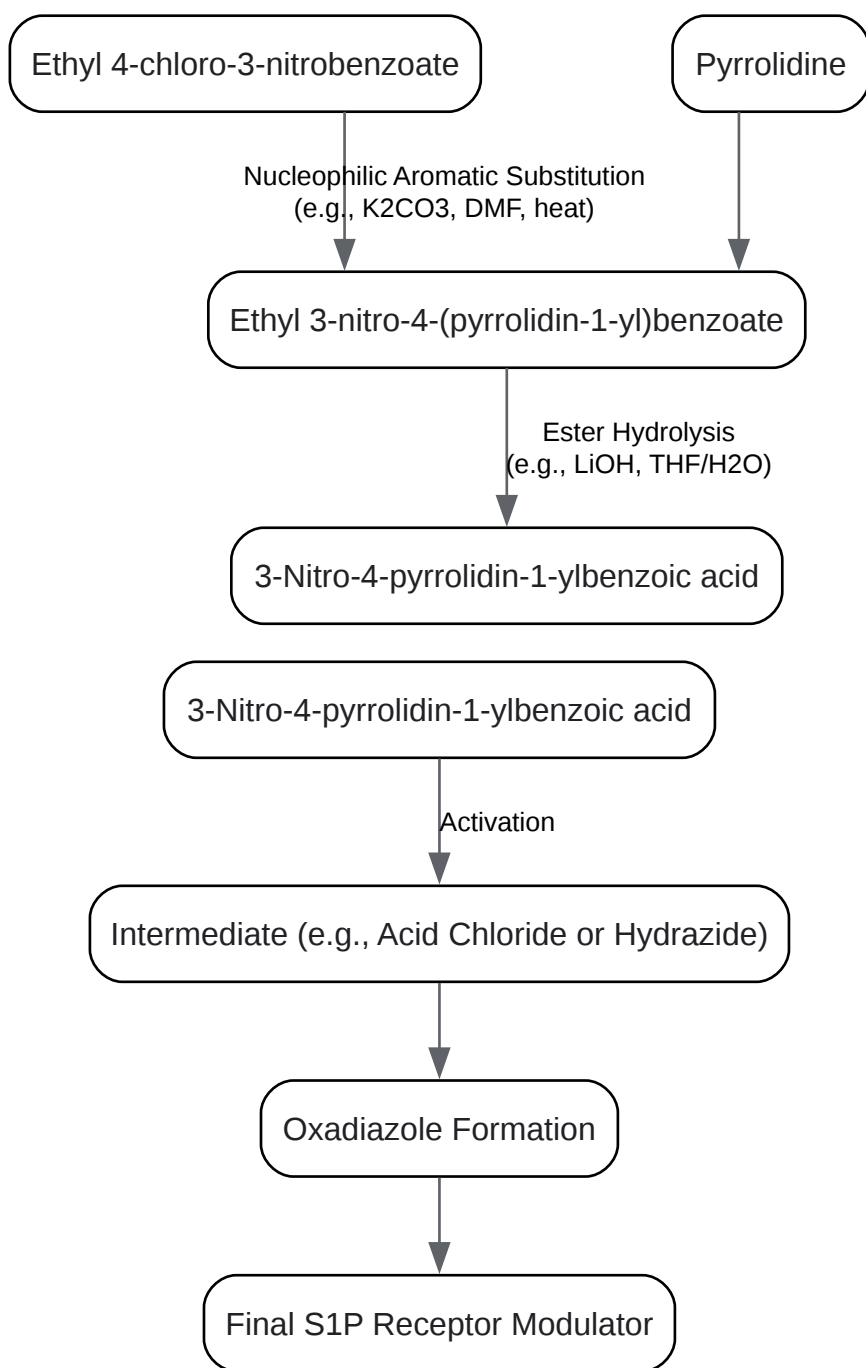 Ethyl 4-chloro-3-nitrobenzoate
Pyrrolidine
Nucleophilic Aromatic Substitution
(e.g., K2CO3, DMF, heat)
Ethyl 3-nitro-4-(pyrrolidin-1-yl)benzoate
Ester Hydrolysis
(e.g., LiOH, THF/H2O)
3-Nitro-4-pyrrolidin-1-ylbenzoic acid
3-Nitro-4-pyrrolidin-1-ylbenzoic acid
Activation
Intermediate (e.g., Acid Chloride or Hydrazide)
Oxadiazole Formation
Final S1P Receptor Modulator